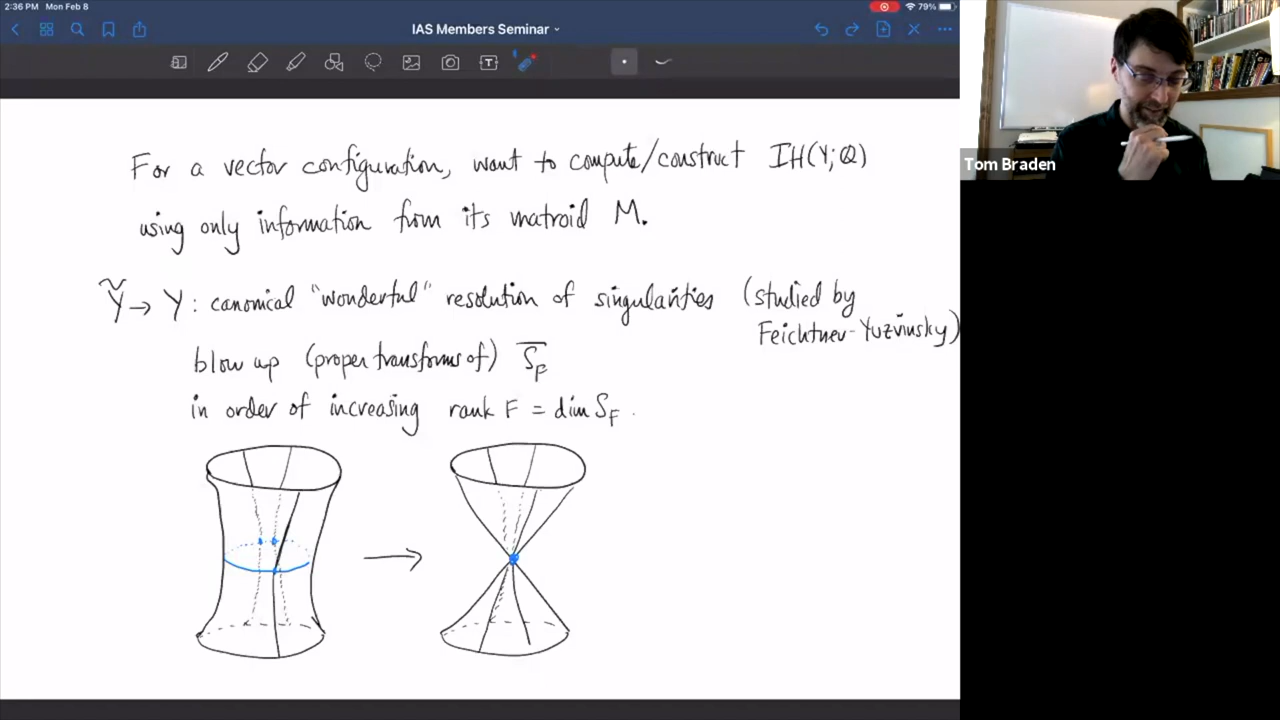 2:36 PM Mon Feb 8
79%
IAS Members Seminar
T
Tom Braden
For a vector configuration, want to compute/construct IH(Y; Q)
using only information from its matroid M.
Ỹ → Y : canonical "wonderful" resolution of singularities (studied by
Feichtner-Yuzvinsky)
blow up (proper transforms of) S̅_F
in order of increasing rank F = dim S_F.